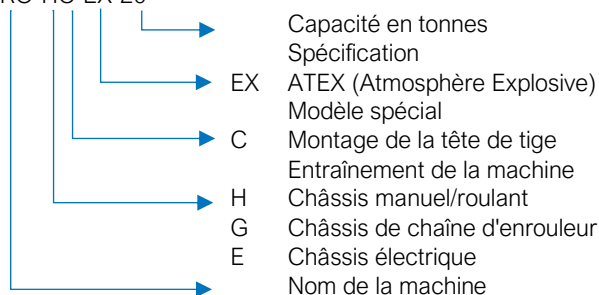 Capacité en tonnes
Spécification
EX ATEX (Atmosphère Explosive)
Modèle spécial
C Montage de la tête de tige
Entraînement de la machine
H Châssis manuel/roulant
G Châssis de chaîne d'enrouleur
E Châssis électrique
Nom de la machine